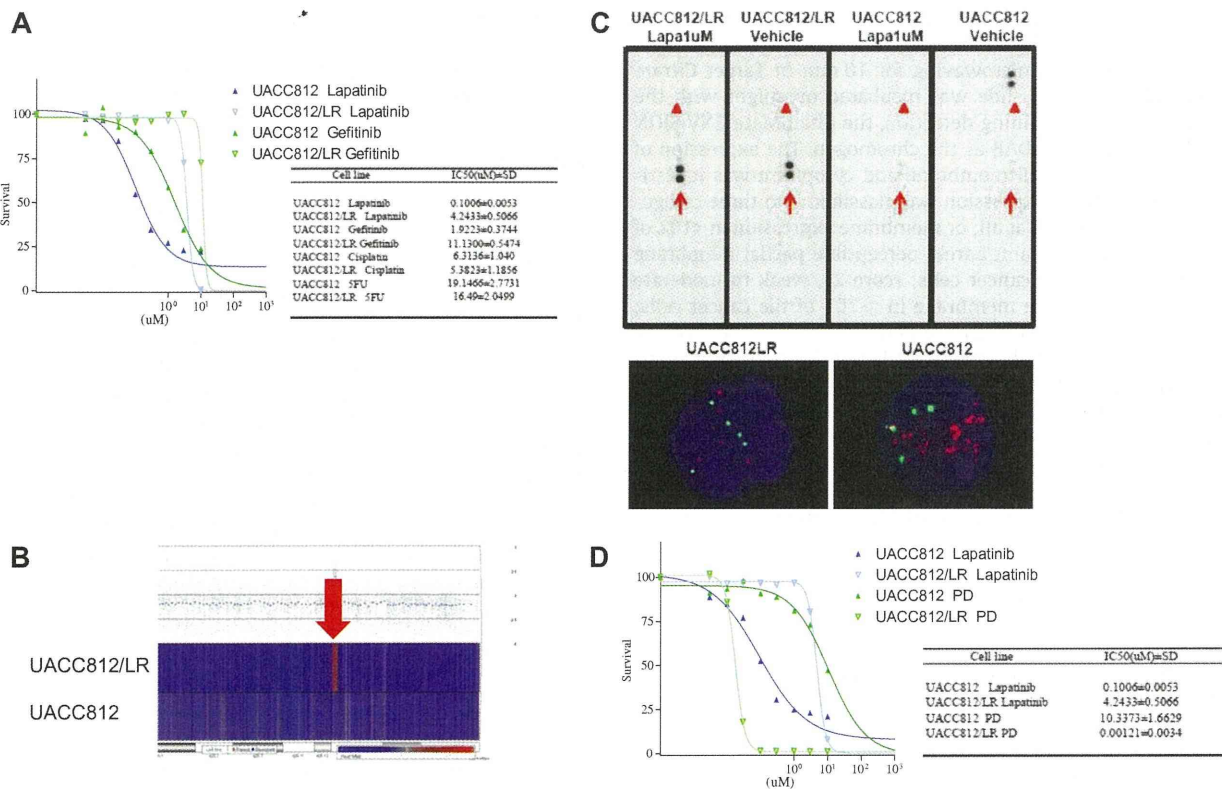 A
UACC812 Lapatinib
UACC812/LR Lapatinib
UACC812 Gefitinib
UACC812/LR Gefitinib
100
75
50
25
0
Survival
10⁰ 10¹ 10² 10³
(uM)
Cell line IC50(uM)±SD
UACC812 Lapatinib 0.1006±0.0053
UACC812/LR Lapatinib 4.2433±0.5066
UACC812 Gefitinib 1.9223±0.3744
UACC812/LR Gefitinib 11.1300±0.5474
UACC812 Cisplatin 6.3136±1.040
UACC812/LR Cisplatin 5.3823±1.1856
UACC812 5FU 19.1466±2.7731
UACC812/LR 5FU 16.49±2.0499
B
UACC812/LR
UACC812
C
UACC812/LR Lapa1uM
UACC812/LR Vehicle
UACC812 Lapa1uM
UACC812 Vehicle
UACC812LR
UACC812
D
UACC812 Lapatinib
UACC812/LR Lapatinib
UACC812 PD
UACC812/LR PD
100
75
50
25
0
Survival
10⁰ 10¹ 10² 10³
(uM)
Cell line IC50(uM)±SD
UACC812 Lapatinib 0.1006±0.0053
UACC812/LR Lapatinib 4.2433±0.5066
UACC812 PD 10.3373±1.6629
UACC812/LR PD 0.00121±0.0034